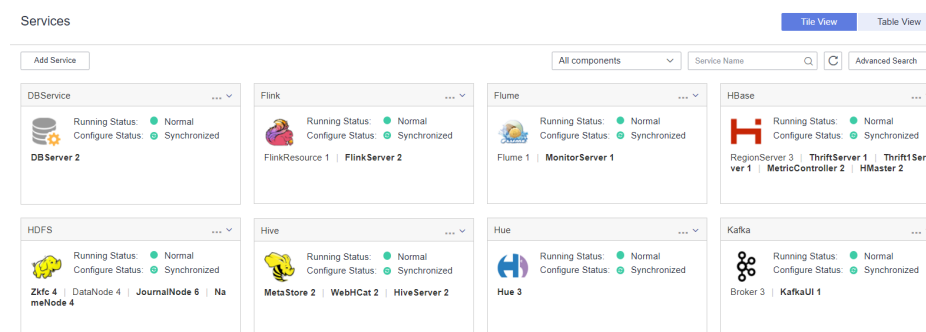 Services
Tile View
Table View
Add Service
All components
Service Name
Advanced Search
DBService
Running Status: Normal
Configure Status: Synchronized
DBServer 2
Flink
Running Status: Normal
Configure Status: Synchronized
FlinkResource 1 | FlinkServer 2
Flume
Running Status: Normal
Configure Status: Synchronized
Flume 1 | MonitorServer 1
HBase
Running Status: Normal
Configure Status: Synchronized
RegionServer 3 | ThriftServer 1 | Thrift1Ser
ver 1 | MetricController 2 | HMaster 2
HDFS
Running Status: Normal
Configure Status: Synchronized
Zkfc 4 | DataNode 4 | JournalNode 6 | Na
meNode 4
Hive
Running Status: Normal
Configure Status: Synchronized
MetaStore 2 | WebHCat 2 | HiveServer 2
Hue
Running Status: Normal
Configure Status: Synchronized
Hue 3
Kafka
Running Status: Normal
Configure Status: Synchronized
Broker 3 | KafkaUI 1